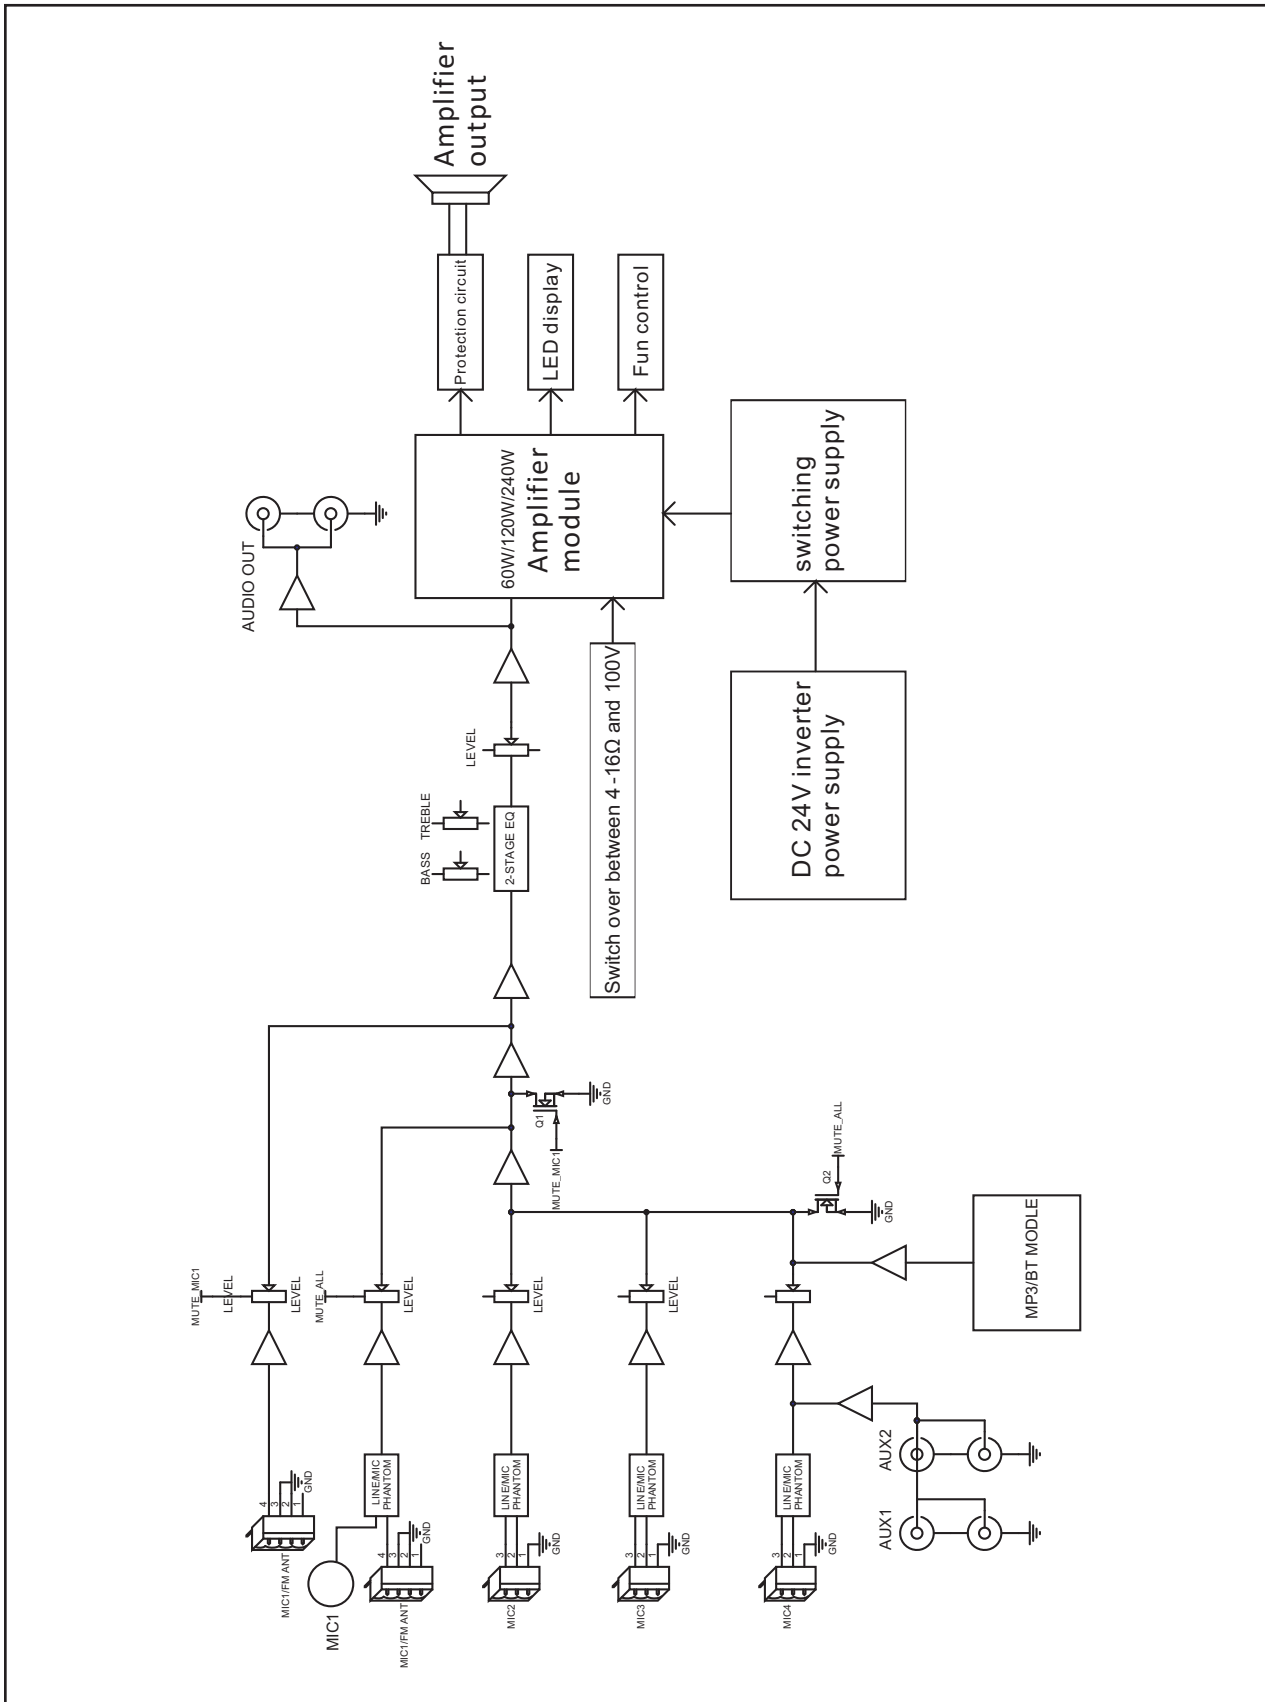 MIC1/FM ANT
4
3
2
1
GND
MUTE_MIC1
LEVEL
LEVEL
MIC1
MIC1/FM ANT
4
3
2
1
GND
LINE/MIC
PHANTOM
MUTE_ALL
LEVEL
MIC2
3
2
1
GND
LINE/MIC
PHANTOM
LEVEL
MUTE_MIC1
Q1
GND
MIC3
3
2
1
GND
LINE/MIC
PHANTOM
LEVEL
MIC4
3
2
1
GND
LINE/MIC
PHANTOM
Q2
MUTE_ALL
GND
AUX1
AUX2
MP3/BT MODLE
BASS
TREBLE
2-STAGE EQ
LEVEL
AUDIO OUT
60W/120W/240W
Amplifier
module
Protection circuit
LED display
Fun control
Amplifier
output
Switch over between 4-16Ω and 100V
DC 24V inverter
power supply
switching
power supply